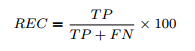 REC = TP / (TP + FN) × 100